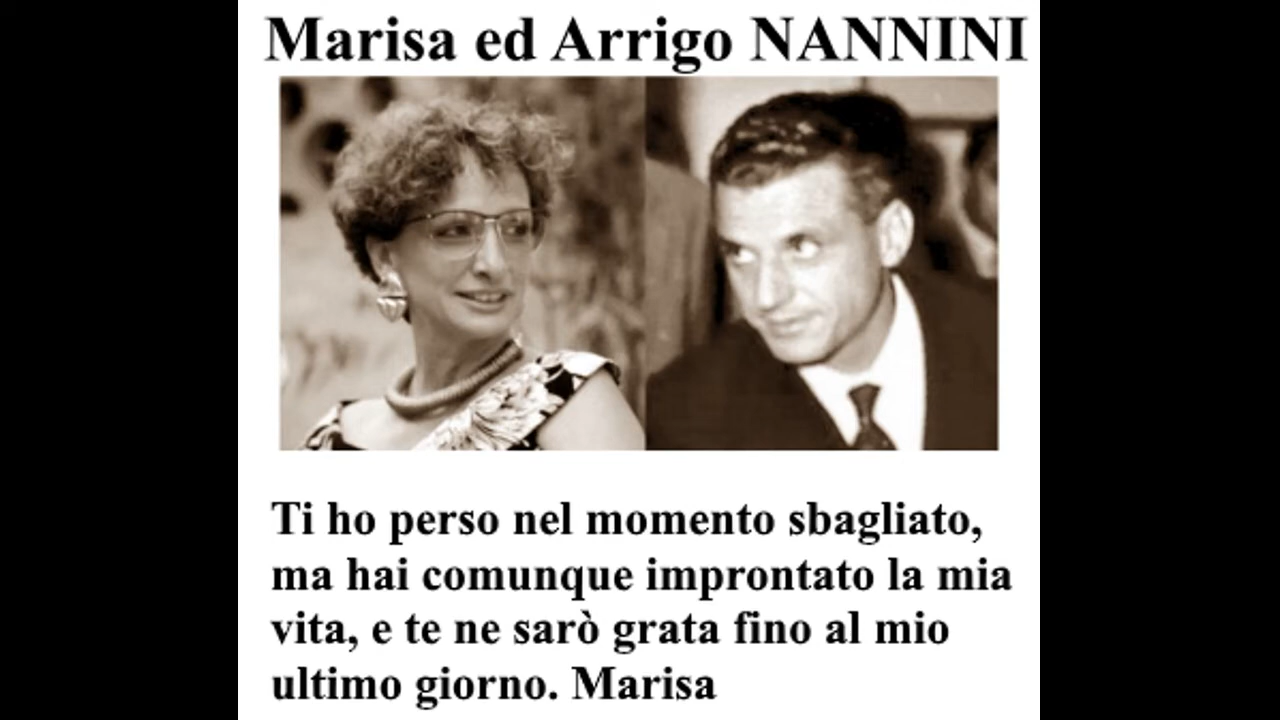 Marisa ed Arrigo NANNINI
Ti ho perso nel momento sbagliato,
ma hai comunque improntato la mia
vita, e te ne sarò grata fino al mio
ultimo giorno. Marisa